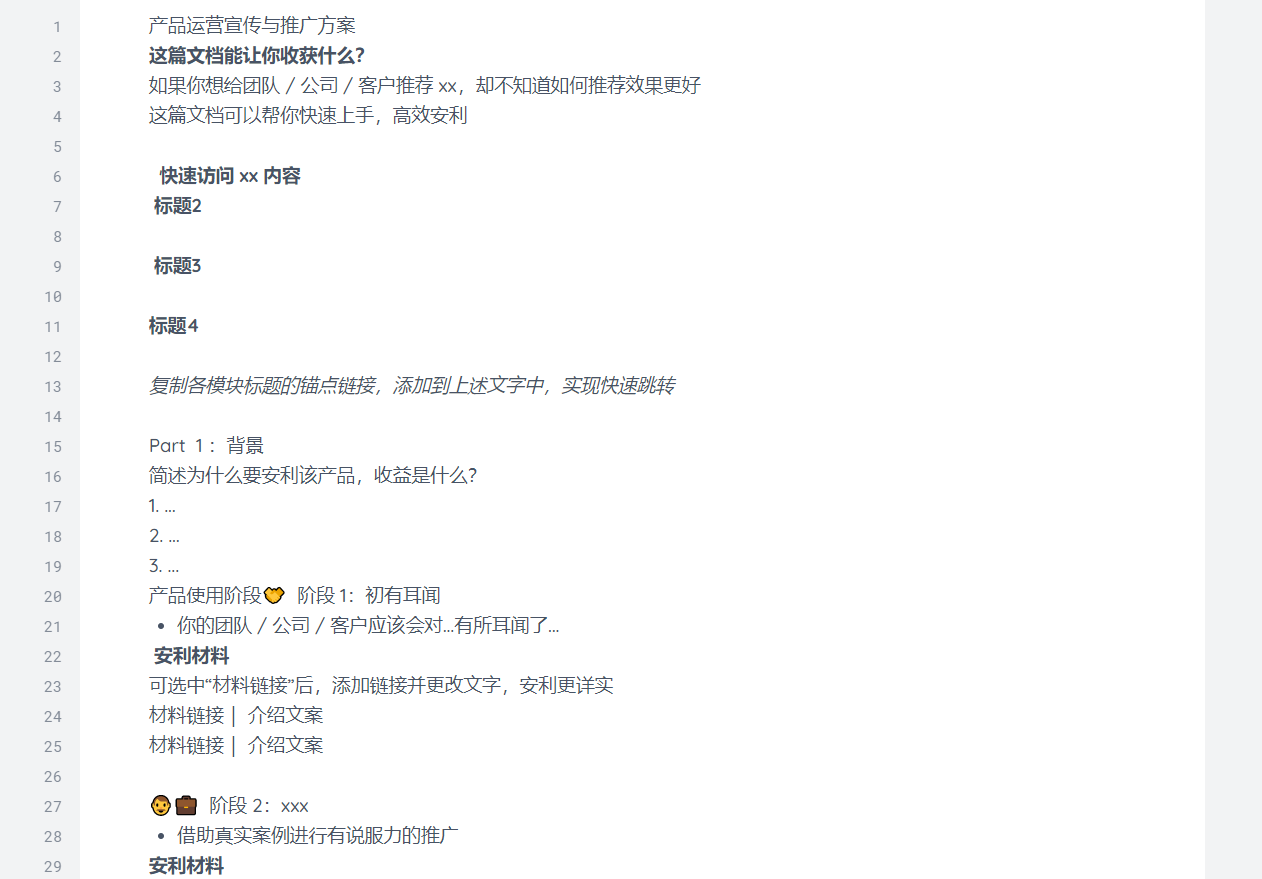 1 产品运营宣传与推广方案
2 这篇文档能让你收获什么?
3 如果你想给团队 / 公司 / 客户推荐 xx，却不知道如何推荐效果更好
4 这篇文档可以帮你快速上手，高效安利
5
6 快速访问 xx 内容
7 标题2
8
9 标题3
10
11 标题4
12
13 复制各模块标题的锚点链接，添加到上述文字中，实现快速跳转
14
15 Part 1：背景
16 简述为什么要安利该产品，收益是什么?
17 1. ...
18 2. ...
19 3. ...
20 产品使用阶段🤝 阶段 1：初有耳闻
21 • 你的团队 / 公司 / 客户应该会对...有所耳闻了...
22 安利材料
23 可选中“材料链接”后，添加链接并更改文字，安利更详实
24 材料链接 | 介绍文案
25 材料链接 | 介绍文案
26
27 👨💼 阶段 2：xxx
28 • 借助真实案例进行有说服力的推广
29 安利材料